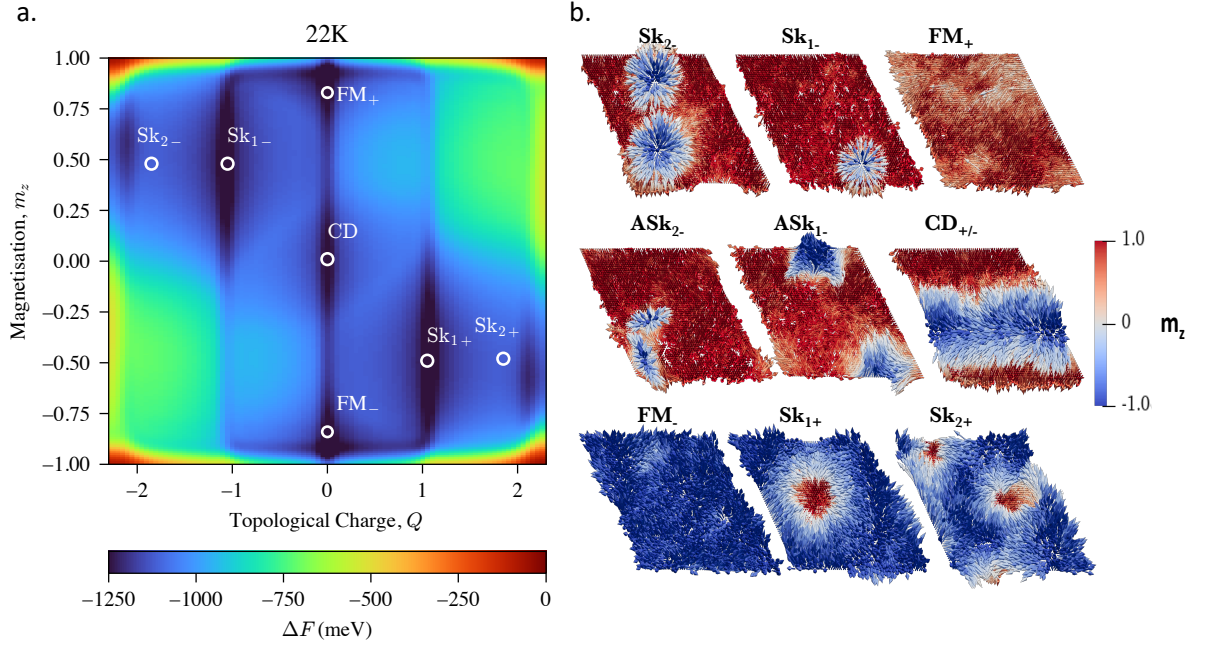 a.
22K
1.00
0.75
0.50
0.25
0.00
−0.25
−0.50
−0.75
−1.00
Magnetisation, m_z
FM₊
Sk₂₋
Sk₁₋
CD
Sk₁₊
Sk₂₊
FM₋
−2
−1
0
1
2
Topological Charge, Q
−1250
−1000
−750
−500
−250
0
ΔF (meV)
b.
Sk₂₋
Sk₁₋
FM₊
ASk₂₋
ASk₁₋
CD₊/₋
1.0
0
-1.0
m_z
FM₋
Sk₁₊
Sk₂₊